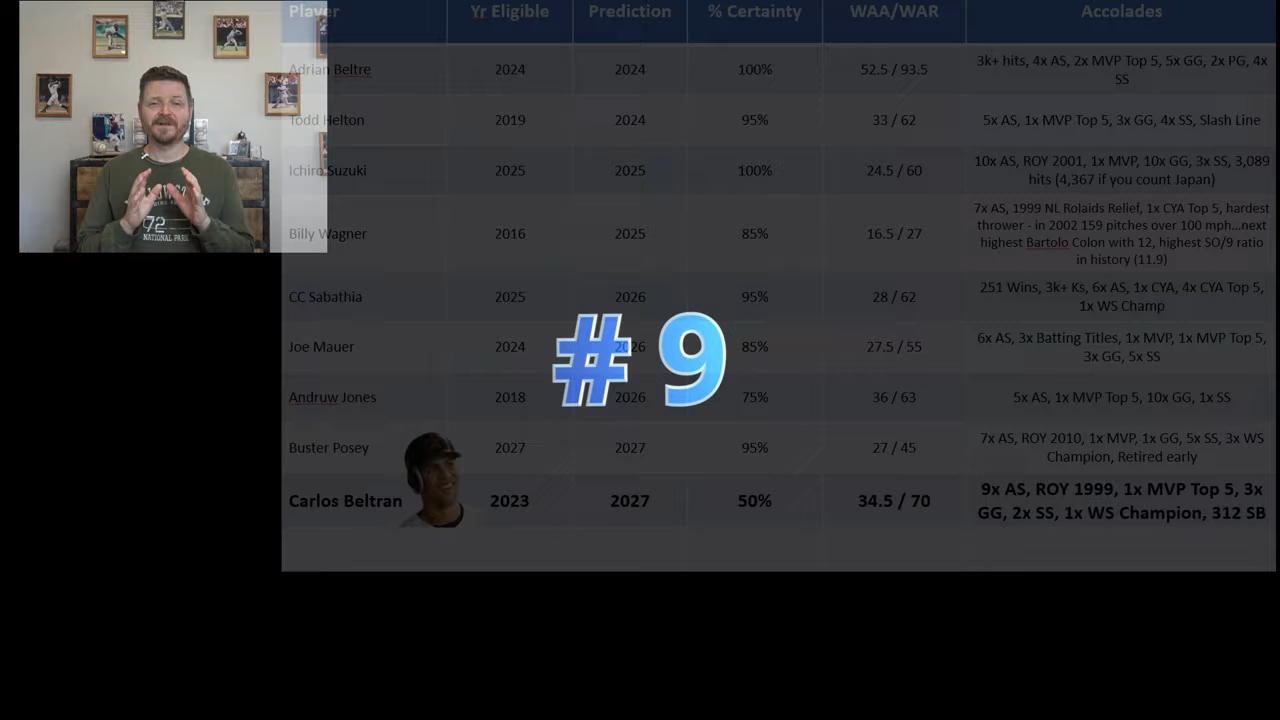 Player Yr Eligible Prediction % Certainty WAA/WAR Accolades
Adrian Beltre 2024 2024 100% 52.5 / 93.5 3k+ hits, 4x AS, 2x MVP Top 5, 5x GG, 2x PG, 4x
SS
Todd Helton 2019 2024 95% 33 / 62 5x AS, 1x MVP Top 5, 3x GG, 4x SS, Slash Line
Ichiro Suzuki 2025 2025 100% 24.5 / 60 10x AS, ROY 2001, 1x MVP, 10x GG, 3x SS, 3,089
hits (4,367 if you count Japan)
Billy Wagner 2016 2025 85% 16.5 / 27 7x AS, 1999 NL Rolaids Relief, 1x CYA Top 5, hardest
thrower - in 2002 159 pitches over 100 mph...next
highest Bartolo Colon with 12, highest SO/9 ratio
in history (11.9)
CC Sabathia 2025 2026 95% 28 / 62 251 Wins, 3k+ Ks, 6x AS, 1x CYA, 4x CYA Top 5,
1x WS Champ
Joe Mauer 2024 2026 85% 27.5 / 55 6x AS, 3x Batting Titles, 1x MVP, 1x MVP Top 5,
3x GG, 5x SS
Andruw Jones 2018 2026 75% 36 / 63 5x AS, 1x MVP Top 5, 10x GG, 1x SS
Buster Posey 2027 2027 95% 27 / 45 7x AS, ROY 2010, 1x MVP, 1x GG, 5x SS, 3x WS
Champion, Retired early
Carlos Beltran 2023 2027 50% 34.5 / 70 9x AS, ROY 1999, 1x MVP Top 5, 3x
GG, 2x SS, 1x WS Champion, 312 SB
#9
72
NATIONAL PARK